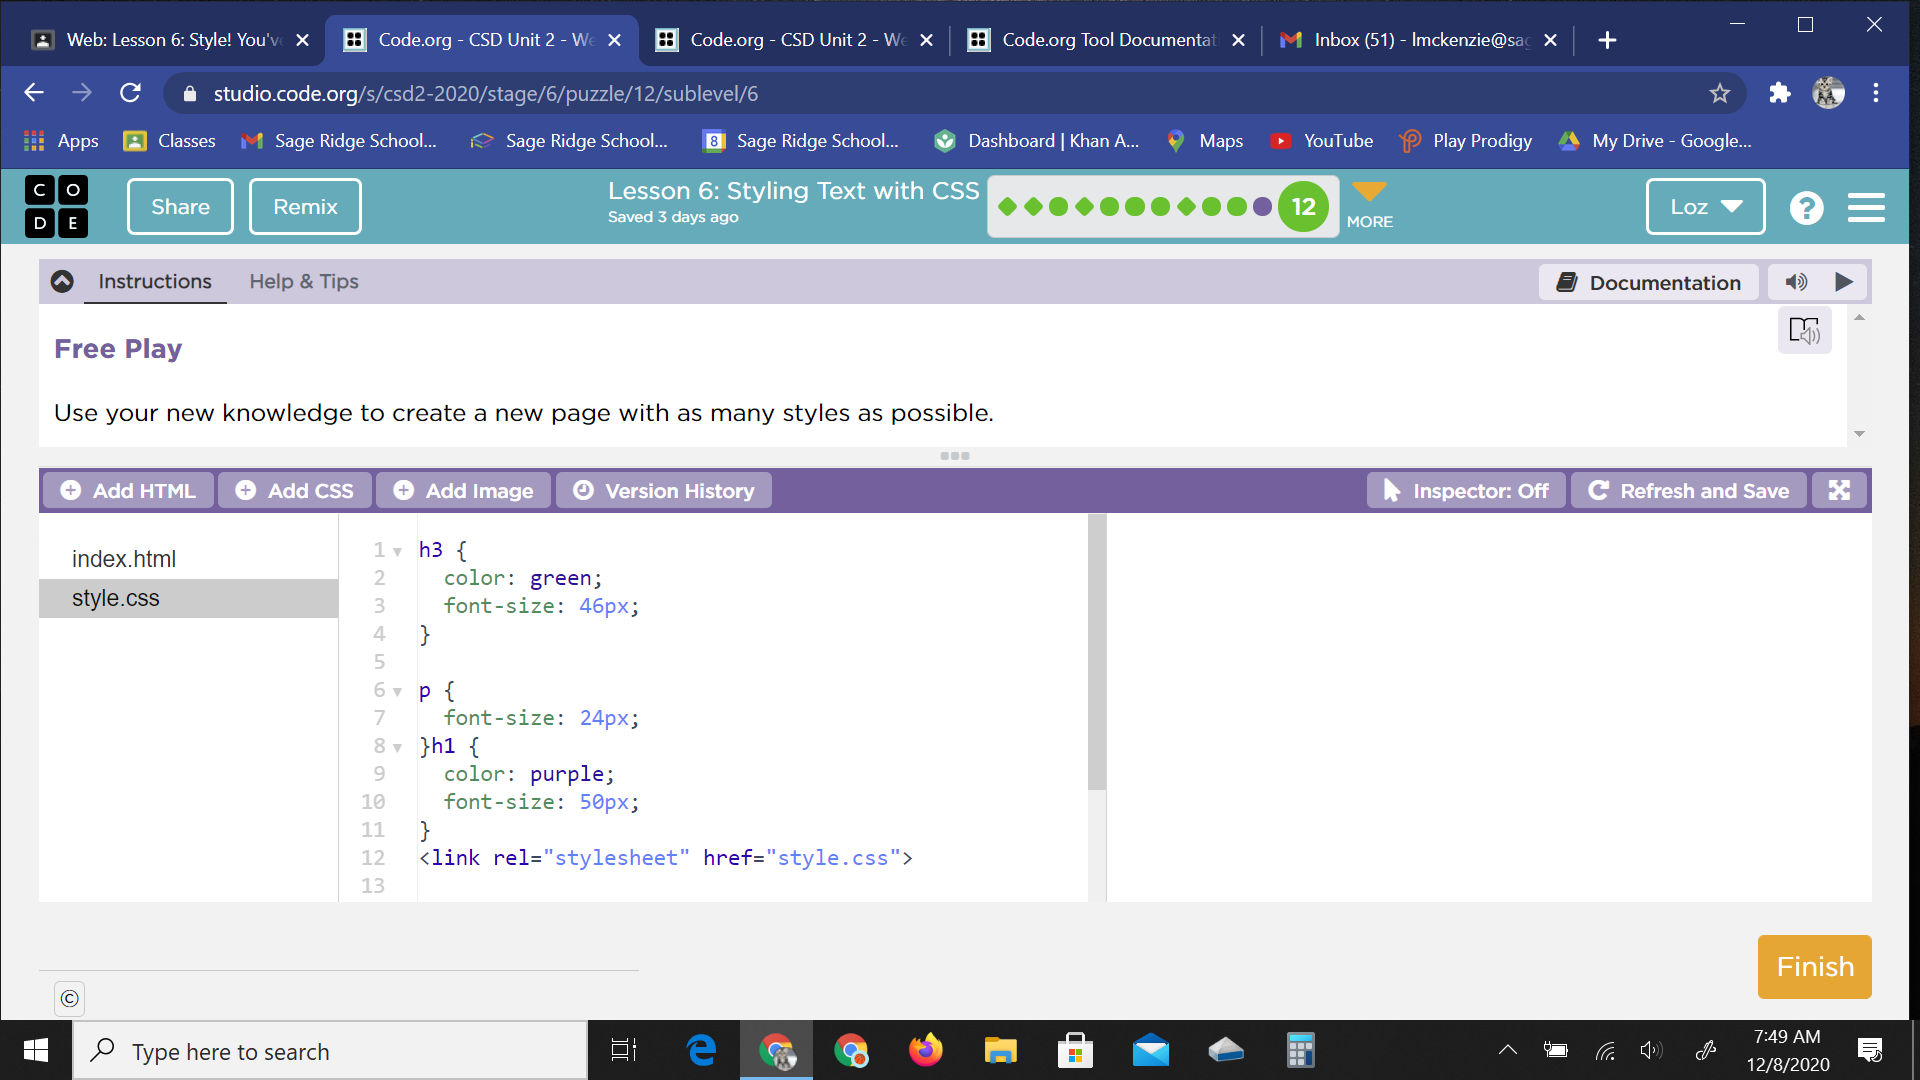 Web: Lesson 6: Style! You'v
Code.org - CSD Unit 2 - We
Code.org - CSD Unit 2 - We
Code.org Tool Documentat
Inbox (51) - lmckenzie@sag
studio.code.org/s/csd2-2020/stage/6/puzzle/12/sublevel/6
Apps
Classes
Sage Ridge School...
Sage Ridge School...
8
Sage Ridge School...
Dashboard | Khan A...
Maps
YouTube
Play Prodigy
My Drive - Google...
C O
D E
Share
Remix
Lesson 6: Styling Text with CSS
Saved 3 days ago
12
MORE
Loz
?
Instructions
Help & Tips
Documentation
Free Play
Use your new knowledge to create a new page with as many styles as possible.
Add HTML
Add CSS
Add Image
Version History
Inspector: Off
Refresh and Save
index.html
style.css
1 h3 {
2 color: green;
3 font-size: 46px;
4 }
5
6 p {
7 font-size: 24px;
8 }h1 {
9 color: purple;
10 font-size: 50px;
11 }
12 <link rel="stylesheet" href="style.css">
13
Finish
©
Type here to search
7:49 AM
12/8/2020